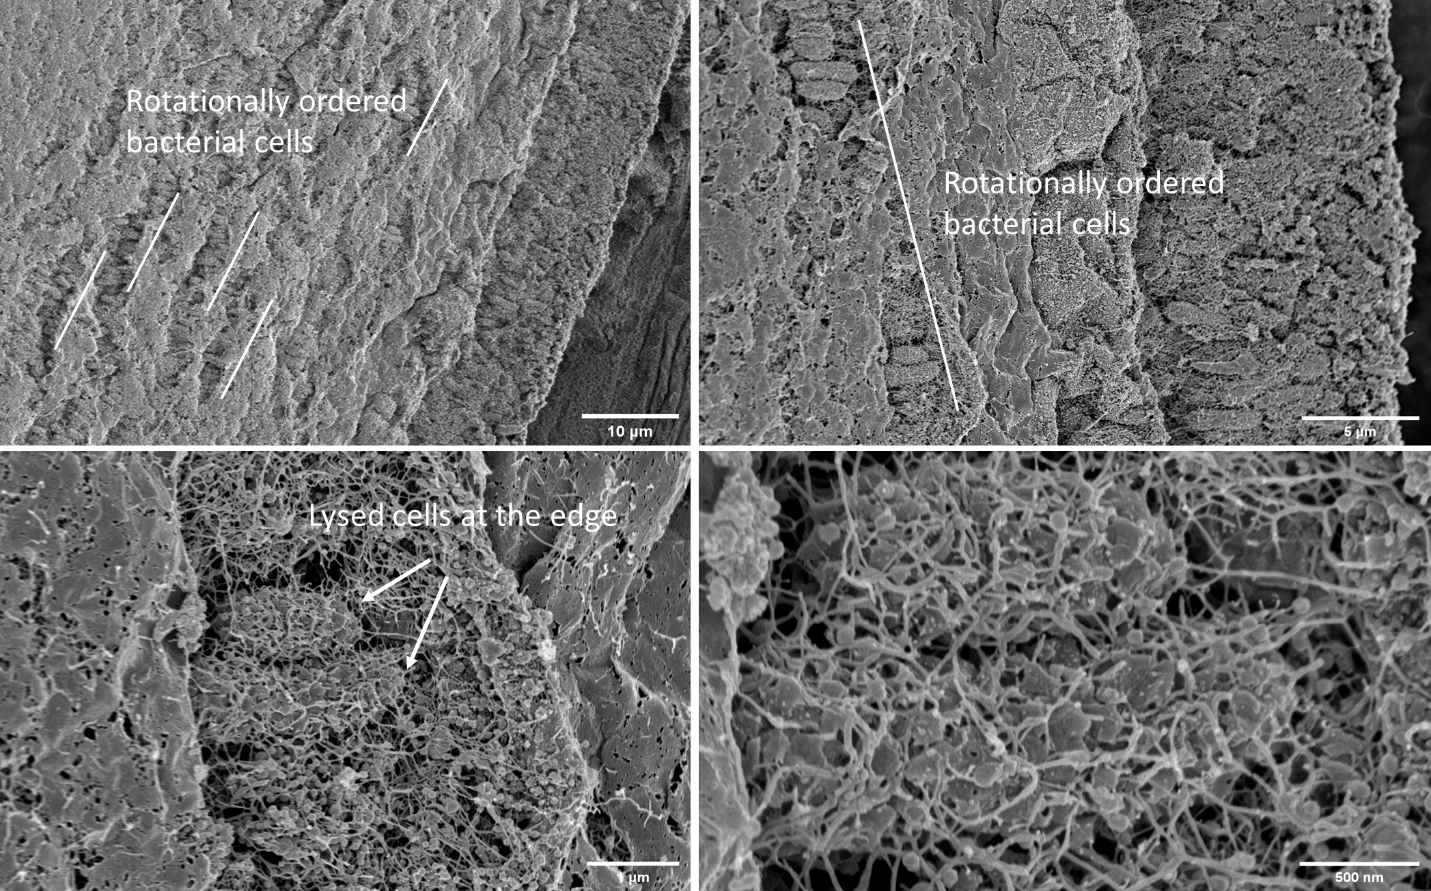 Rotationally ordered
bacterial cells
10 µm
Rotationally ordered
bacterial cells
5 µm
Lysed cells at the edge
1 µm
500 nm